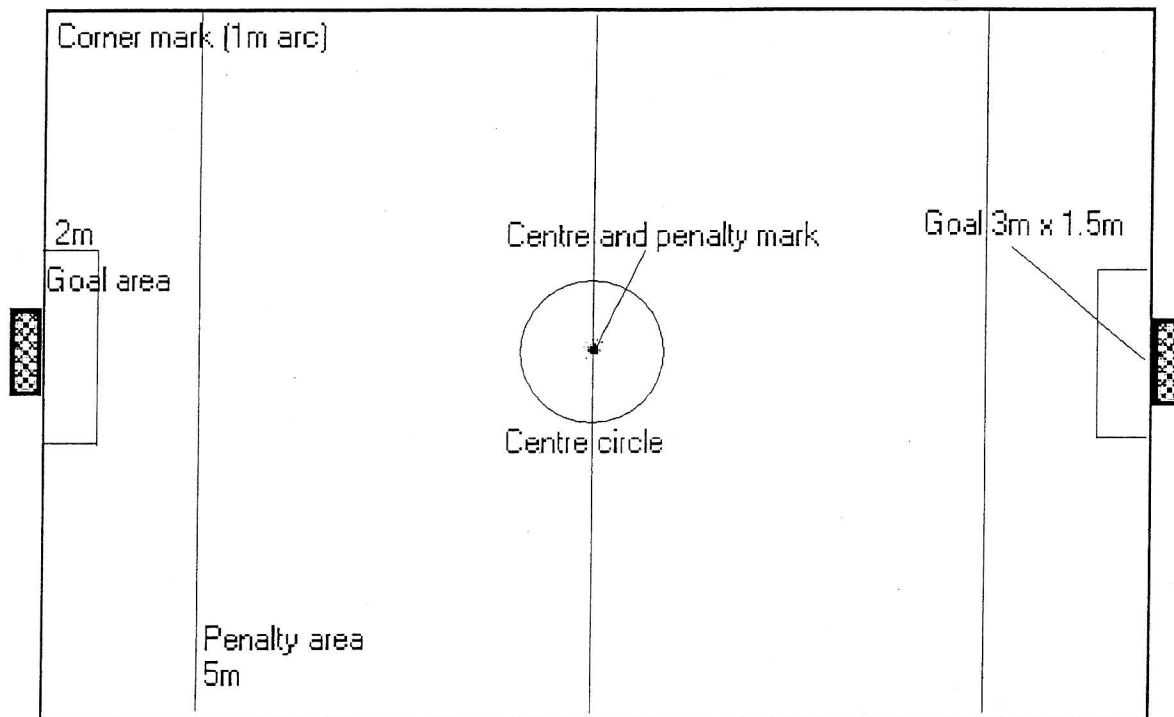 Corner mark (1m arc)
2m
Goal area
Centre and penalty mark
Goal 3m x 1.5m
Centre circle
Penalty area
5m